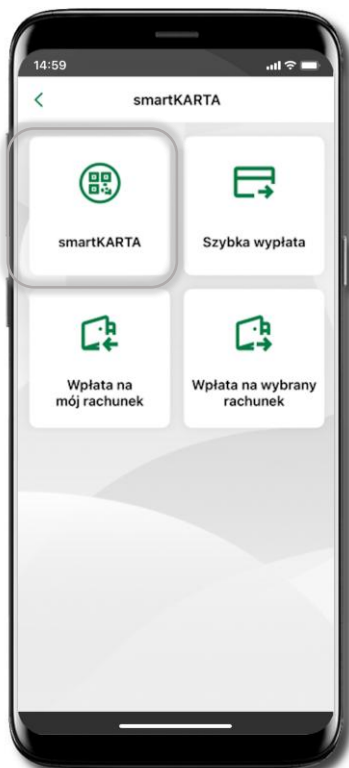 14:59
smartKARTA
smartKARTA
Szybka wypłata
Wpłata na
mój rachunek
Wpłata na wybrany
rachunek